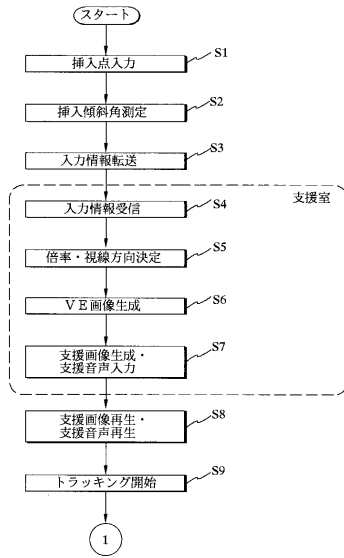 スタート
挿入点入力
S1
挿入傾斜角測定
S2
入力情報転送
S3
支援室
入力情報受信
S4
倍率・視線方向決定
S5
VE画像生成
S6
支援画像生成・
支援音声入力
S7
支援画像再生・
支援音声再生
S8
トラッキング開始
S9
1